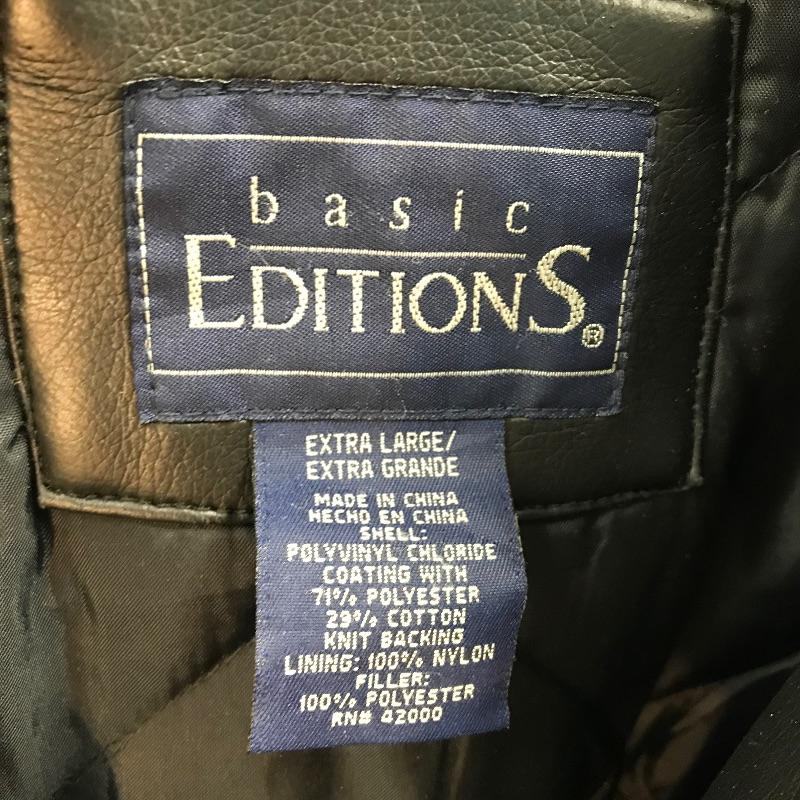 basic
EDITIONS®
EXTRA LARGE/
EXTRA GRANDE
MADE IN CHINA
HECHO EN CHINA
SHELL:
POLYVINYL CHLORIDE
COATING WITH
71% POLYESTER
29% COTTON
KNIT BACKING
LINING: 100% NYLON
FILLER:
100% POLYESTER
RN# 42000